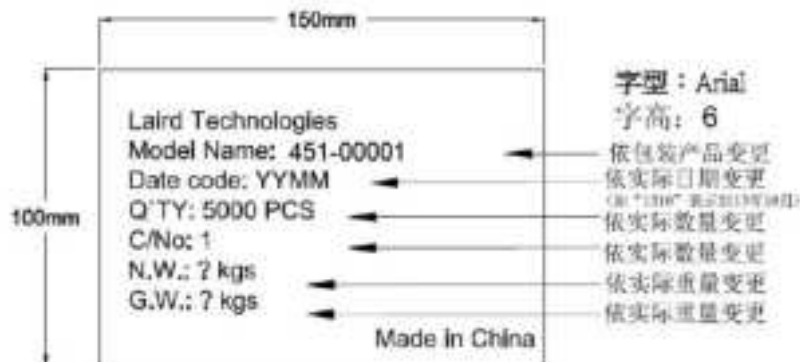 150mm
100mm
Laird Technologies
Model Name: 451-00001
Date code: YYMM
Q'TY: 5000 PCS
C/No: 1
N.W.: ? kgs
G.W.: ? kgs
Made in China
字型：Arial
字高：6
依包装产品变更
依实际日期变更
依实际数量变更
依实际数量变更
依实际重量变更
依实际重量变更